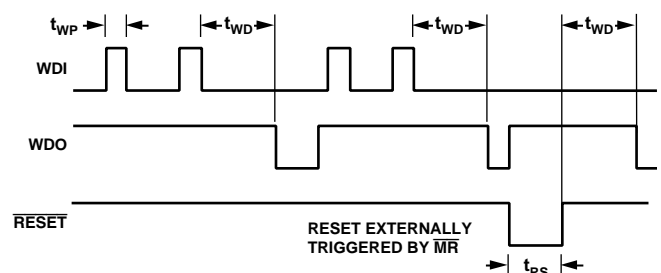 tWP
tWD
tWD
tWD
WDI
WDO
RESET
RESET EXTERNALLY
TRIGGERED BY MR
tRS